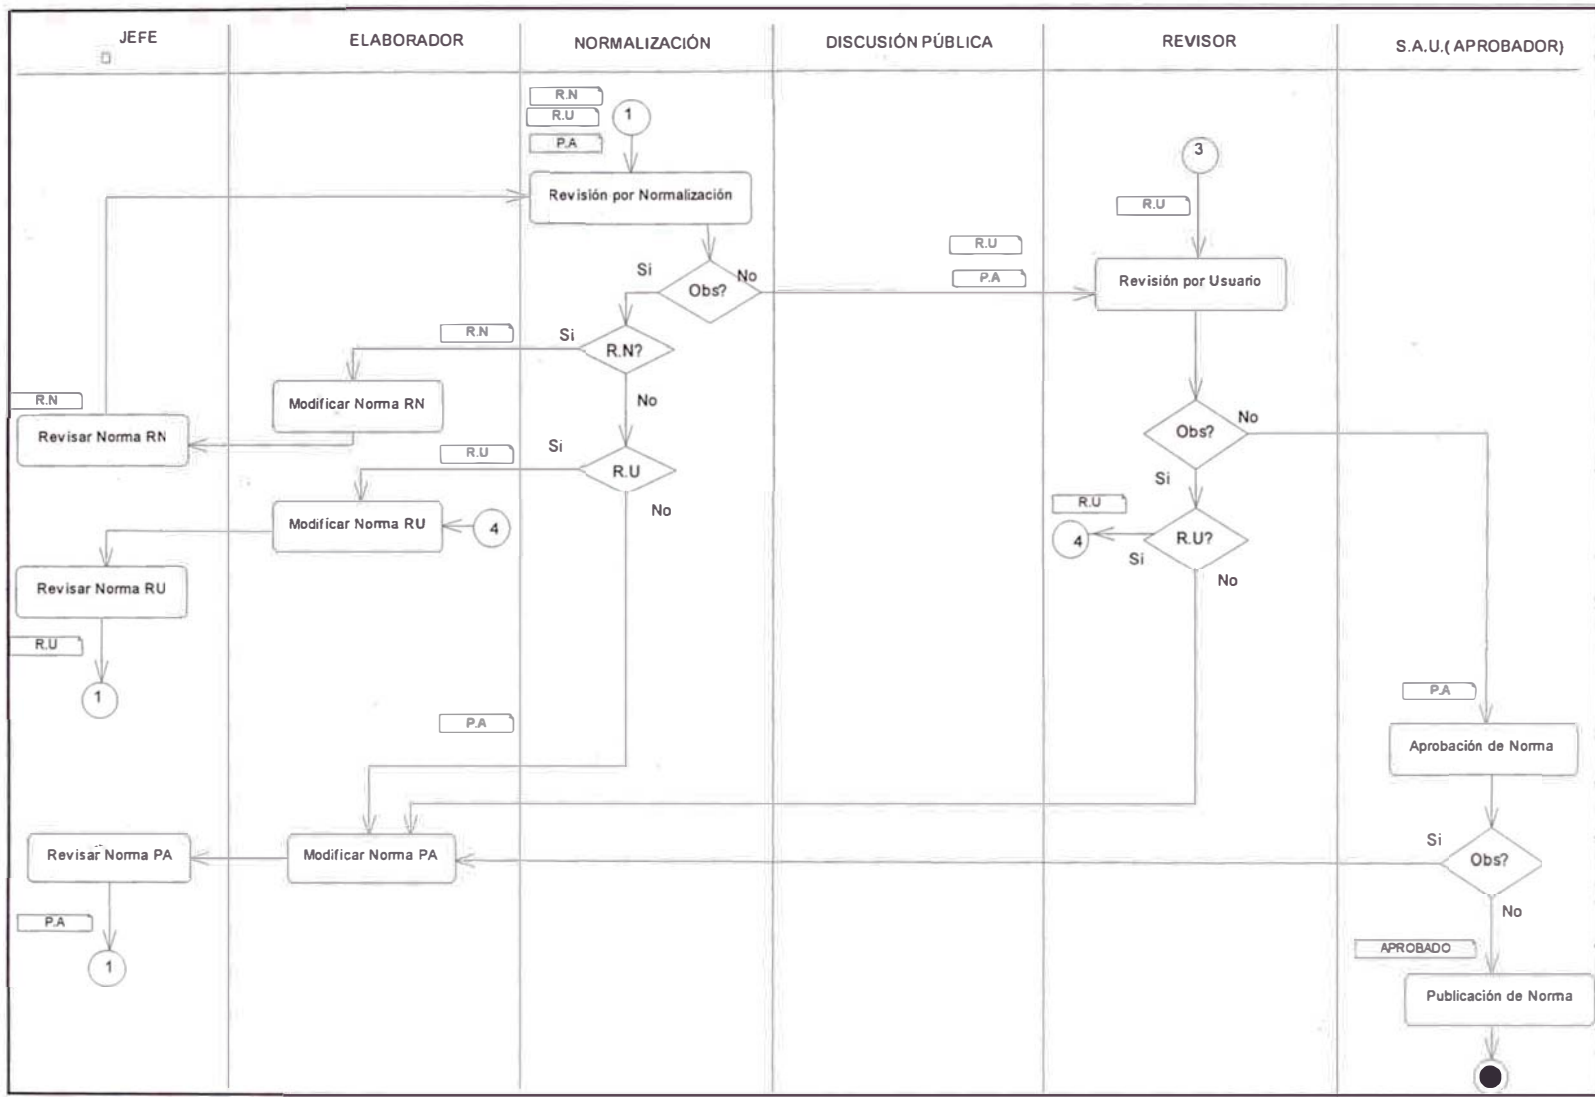 JEFE
ELABORADOR
NORMALIZACIÓN
DISCUSIÓN PÚBLICA
REVISOR
S.A.U.( APROBADOR)
R.N
R.U
P.A
1
Revisión por Normalización
3
R.U
R.U
P.A
Revisión por Usuario
Si
Obs?
No
R.N
Si
R.N?
No
R.N
Modificar Norma RN
Revisar Norma RN
Obs?
No
Si
R.U
Si
R.U
No
R.U
Modificar Norma RU
4
4
R.U?
Si
No
Revisar Norma RU
R.U
1
P.A
P.A
Aprobación de Norma
Revisar Norma PA
Modificar Norma PA
Si
Obs?
No
P.A
1
APROBADO
Publicación de Norma